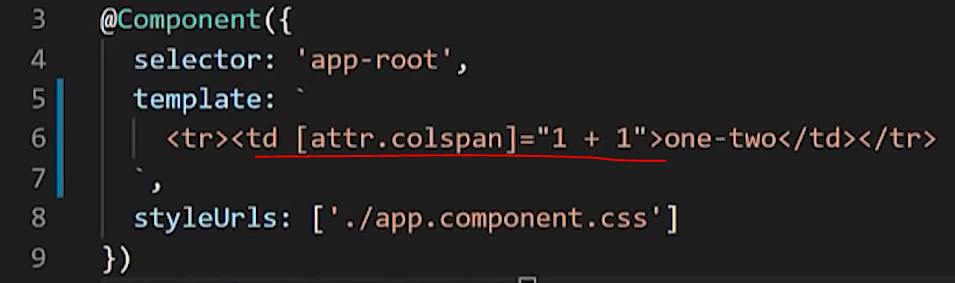 3 @Component({
4 selector: 'app-root',
5 template: `
6 <tr><td [attr.colspan]="1 + 1">one-two</td></tr>
7 `,
8 styleUrls: ['./app.component.css']
9 })